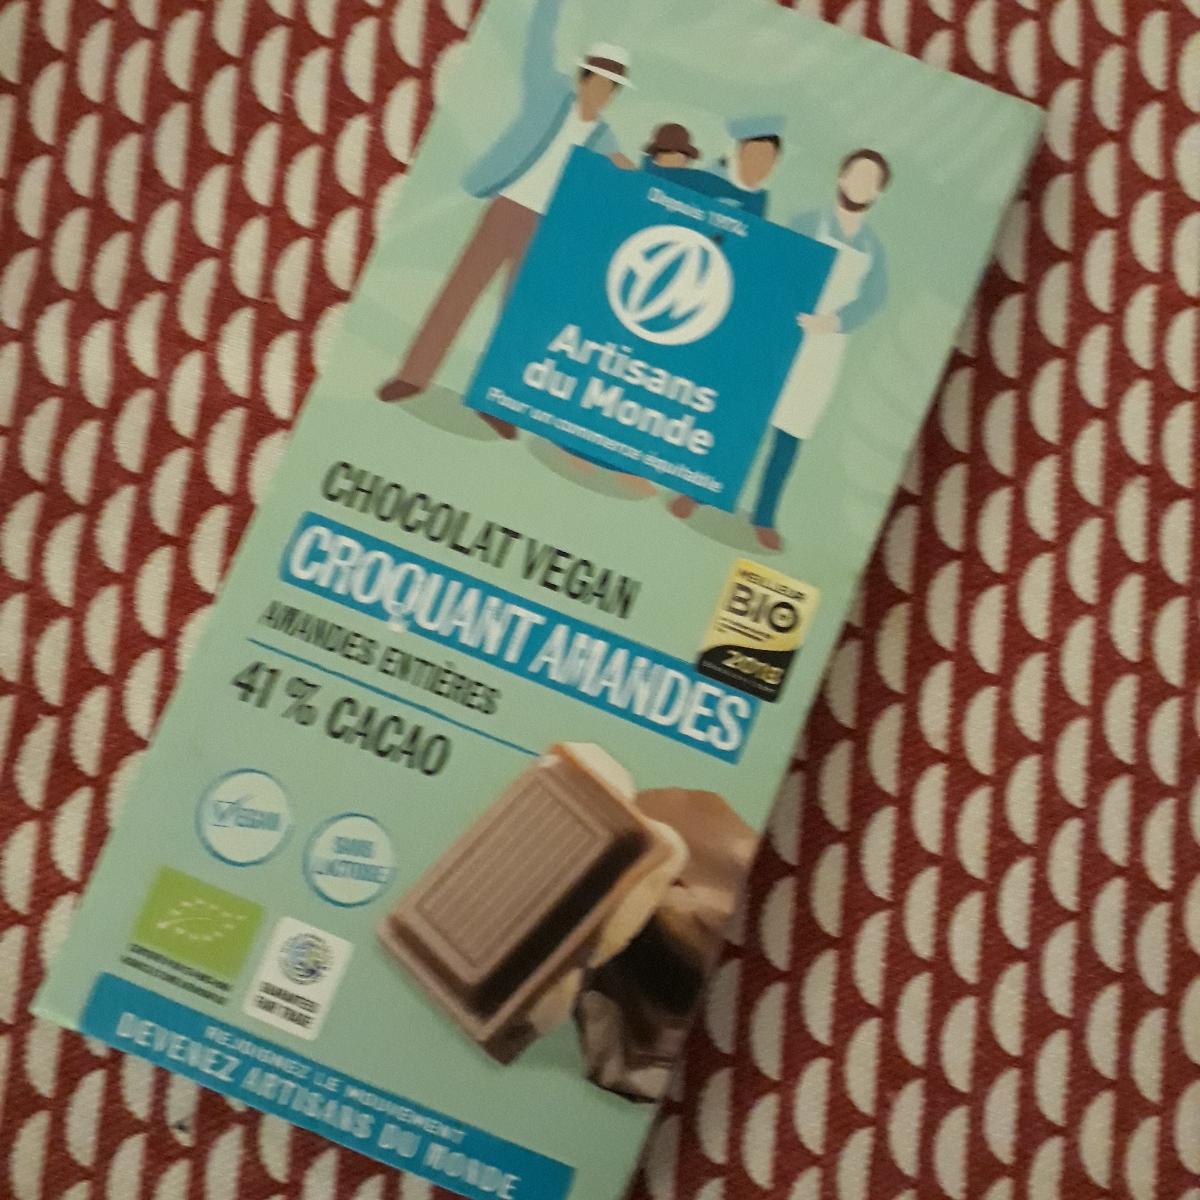 Depuis 1974
Artisans
du Monde
Pour un commerce équitable
CHOCOLAT VEGAN
CROQUANT AMANDES
AMANDES ENTIÈRES
41 % CACAO
MEILLEUR
BIO
2018
VEGAN
SANS
LACTOSE
GUARANTEED
FAIR TRADE
REJOIGNEZ LE MOUVEMENT
DEVENEZ ARTISANS DU MONDE